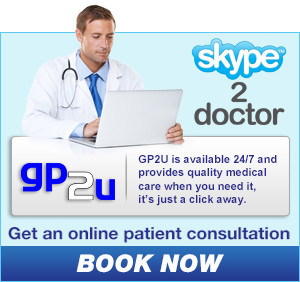 skype™
2
doctor
gp2u
GP2U is available 24/7 and
provides quality medical
care when you need it,
it's just a click away.
Get an online patient consultation
BOOK NOW